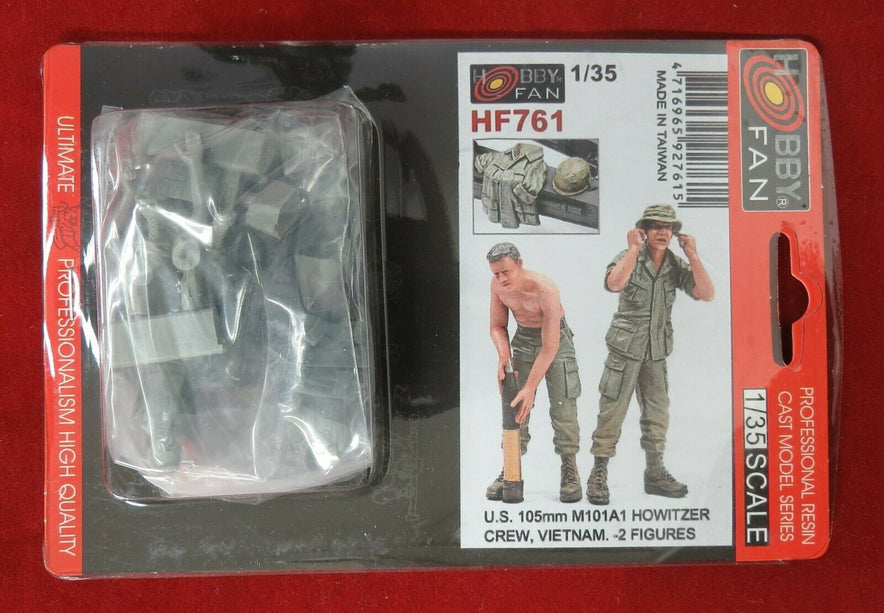 ULTIMATE PROFESSIONALISM HIGH QUALITY
HOBBY FAN
1/35
HF761
4716965927615
MADE IN TAIWAN
U.S. 105mm M101A1 HOWITZER
CREW, VIETNAM. -2 FIGURES
HOBBY®
FAN
PROFESSIONAL RESIN
CAST MODEL SERIES
1/35 SCALE